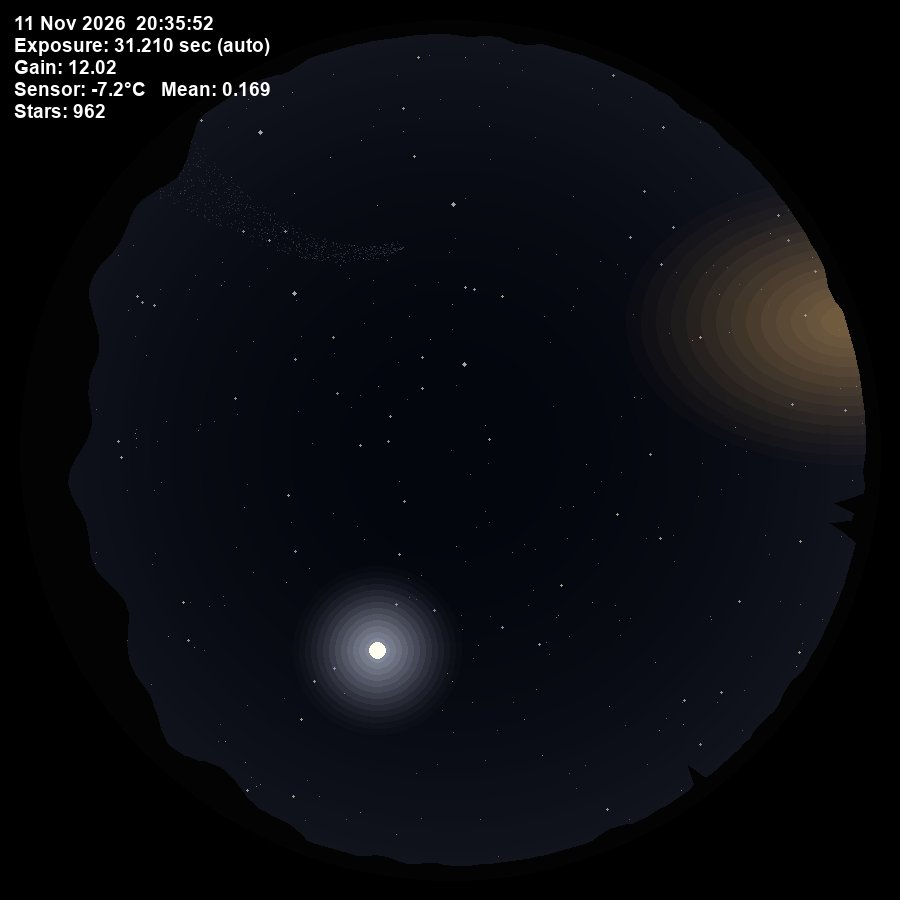 11 Nov 2026  20:35:52
Exposure: 31.210 sec (auto)
Gain: 12.02
Sensor: -7.2°C   Mean: 0.169
Stars: 962